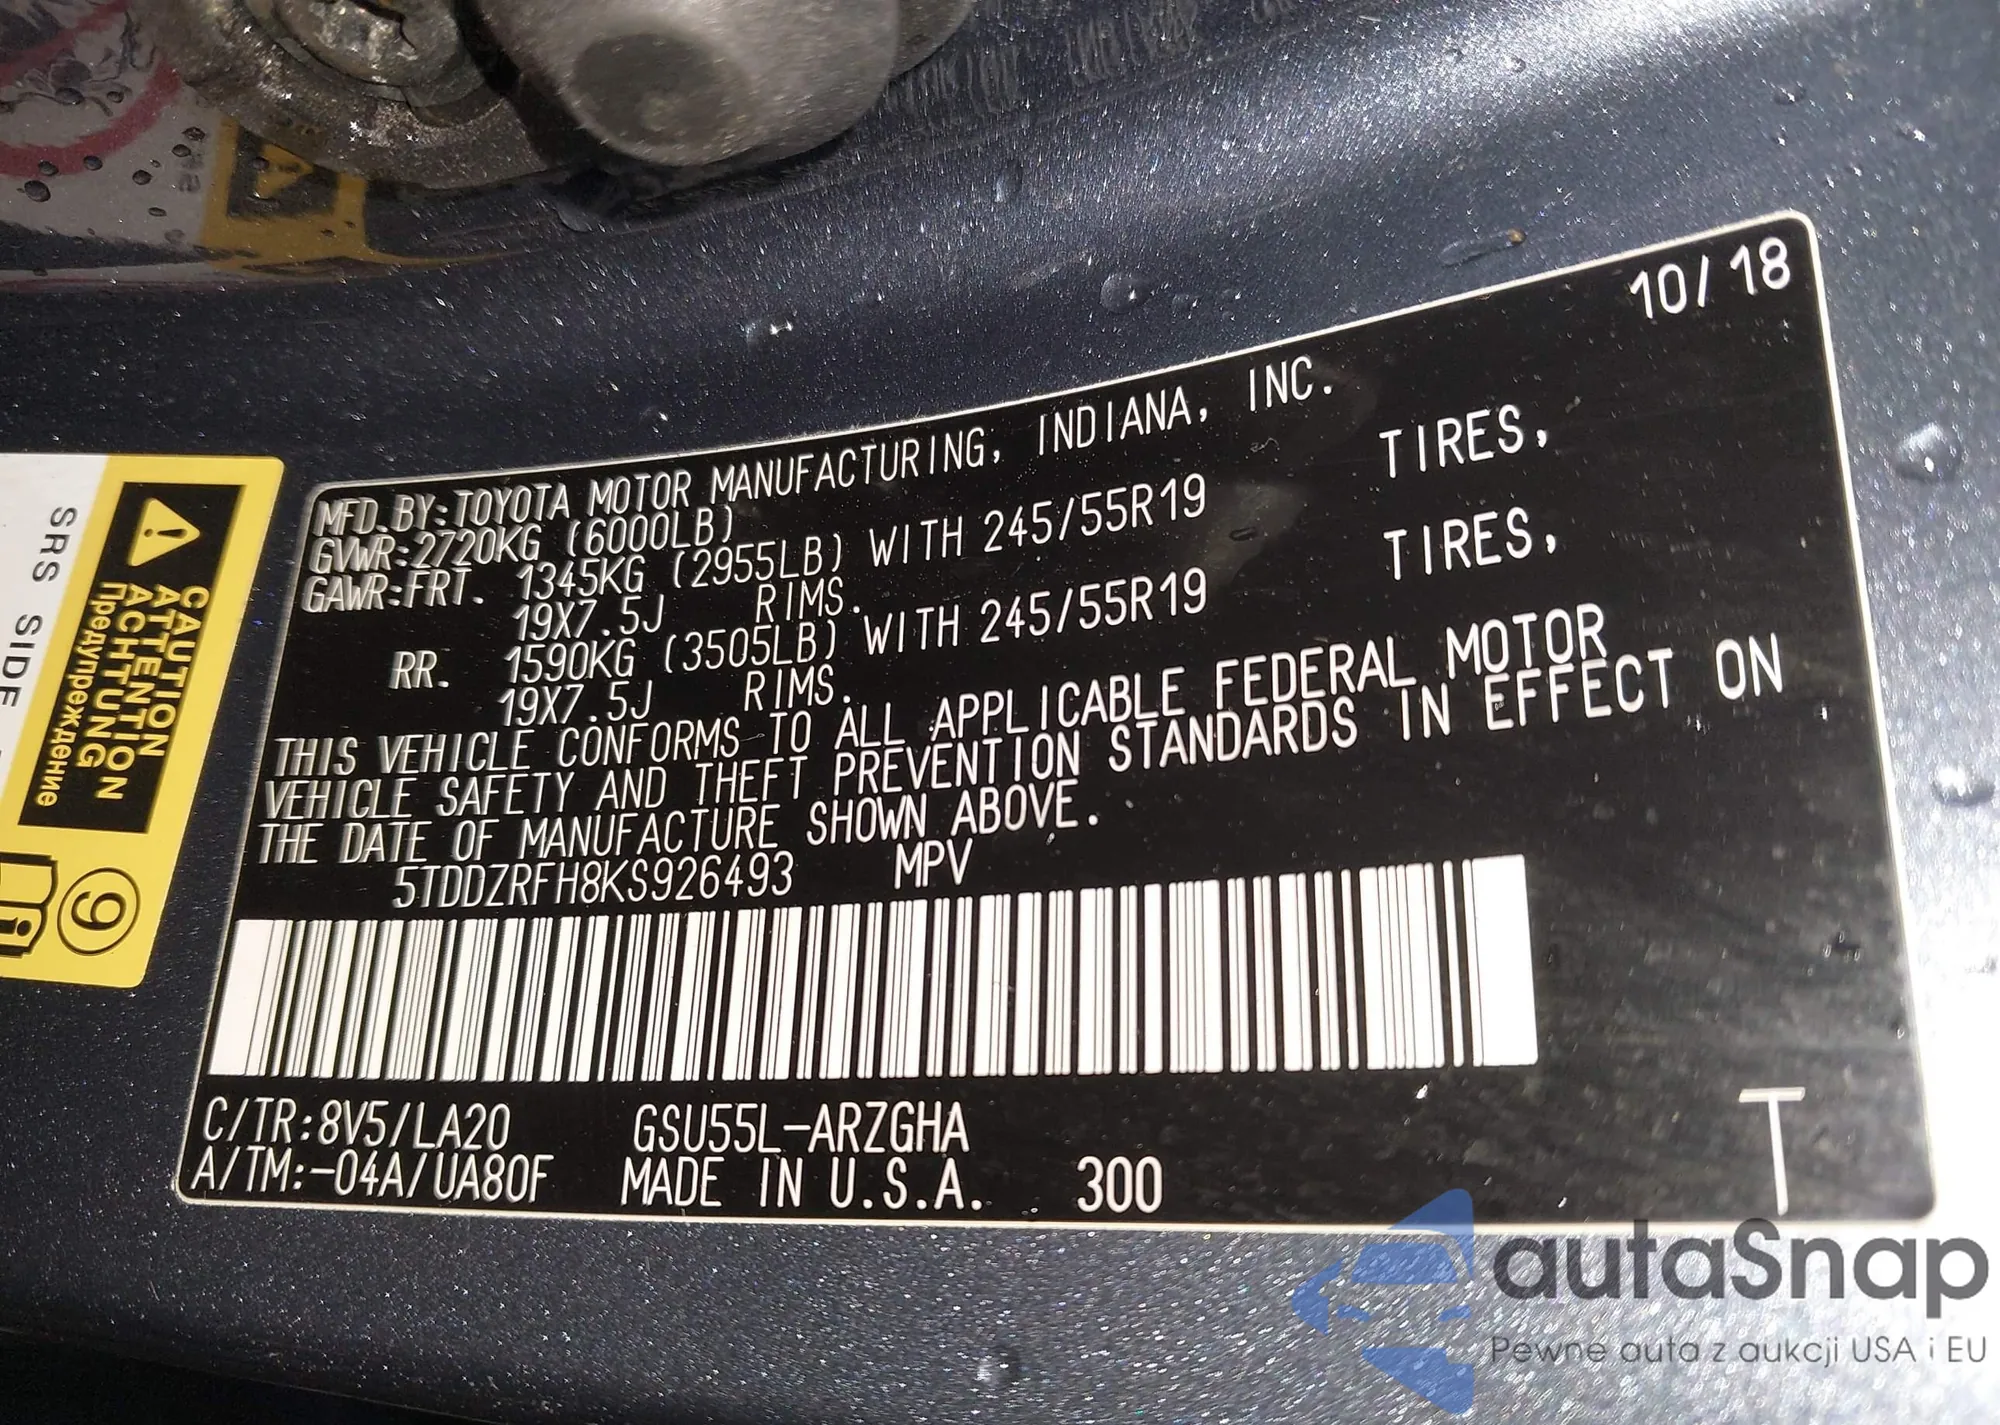 10/18
MFD. BY: TOYOTA MOTOR MANUFACTURING, INDIANA, INC.
GVWR: 2720KG (6000LB)
GAWR: FRT. 1345KG (2955LB) WITH 245/55R19 TIRES,
19X7.5J RIMS.
RR. 1590KG (3505LB) WITH 245/55R19 TIRES,
19X7.5J RIMS.
THIS VEHICLE CONFORMS TO ALL APPLICABLE FEDERAL MOTOR
VEHICLE SAFETY AND THEFT PREVENTION STANDARDS IN EFFECT ON
THE DATE OF MANUFACTURE SHOWN ABOVE.
5TDDZRFH8KS926493 MPV
C/TR:8V5/LA20 GSU55L-ARZGHA
A/TM:-04A/UA80F MADE IN U.S.A. 300
T
CAUTION
ATTENTION
ACHTUNG
Предупреждение
SRS SIDE
9
autaSnap
Pewne auta z aukcji USA i EU